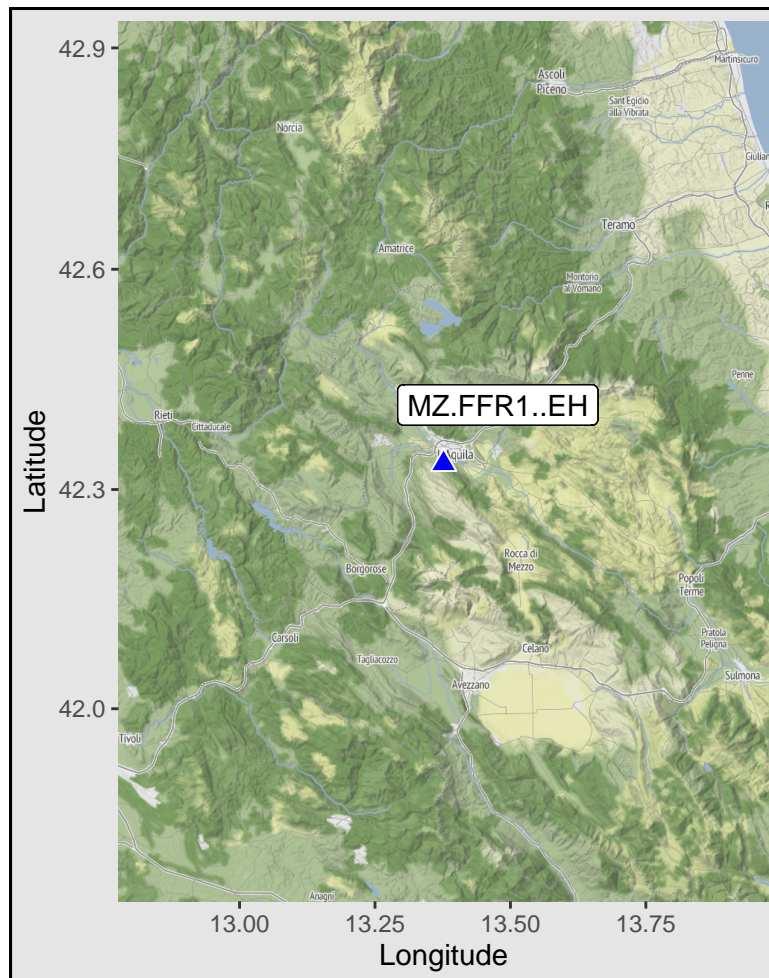 42.9
42.6
42.3
42.0
Latitude
13.00
13.25
13.50
13.75
Longitude
MZ.FFR1..EH
Martinsicuro
Ascoli
Piceno
Sant'Egidio
alla Vibrata
Norcia
Teramo
Amatrice
Montorio
al Vomano
Penne
Rieti
Cittaducale
Rocca di
Mezzo
Borgorose
Popoli
Terme
Carsoli
Pratola
Peligna
Celano
Tagliacozzo
Sulmona
Avezzano
Tivoli
Anagni